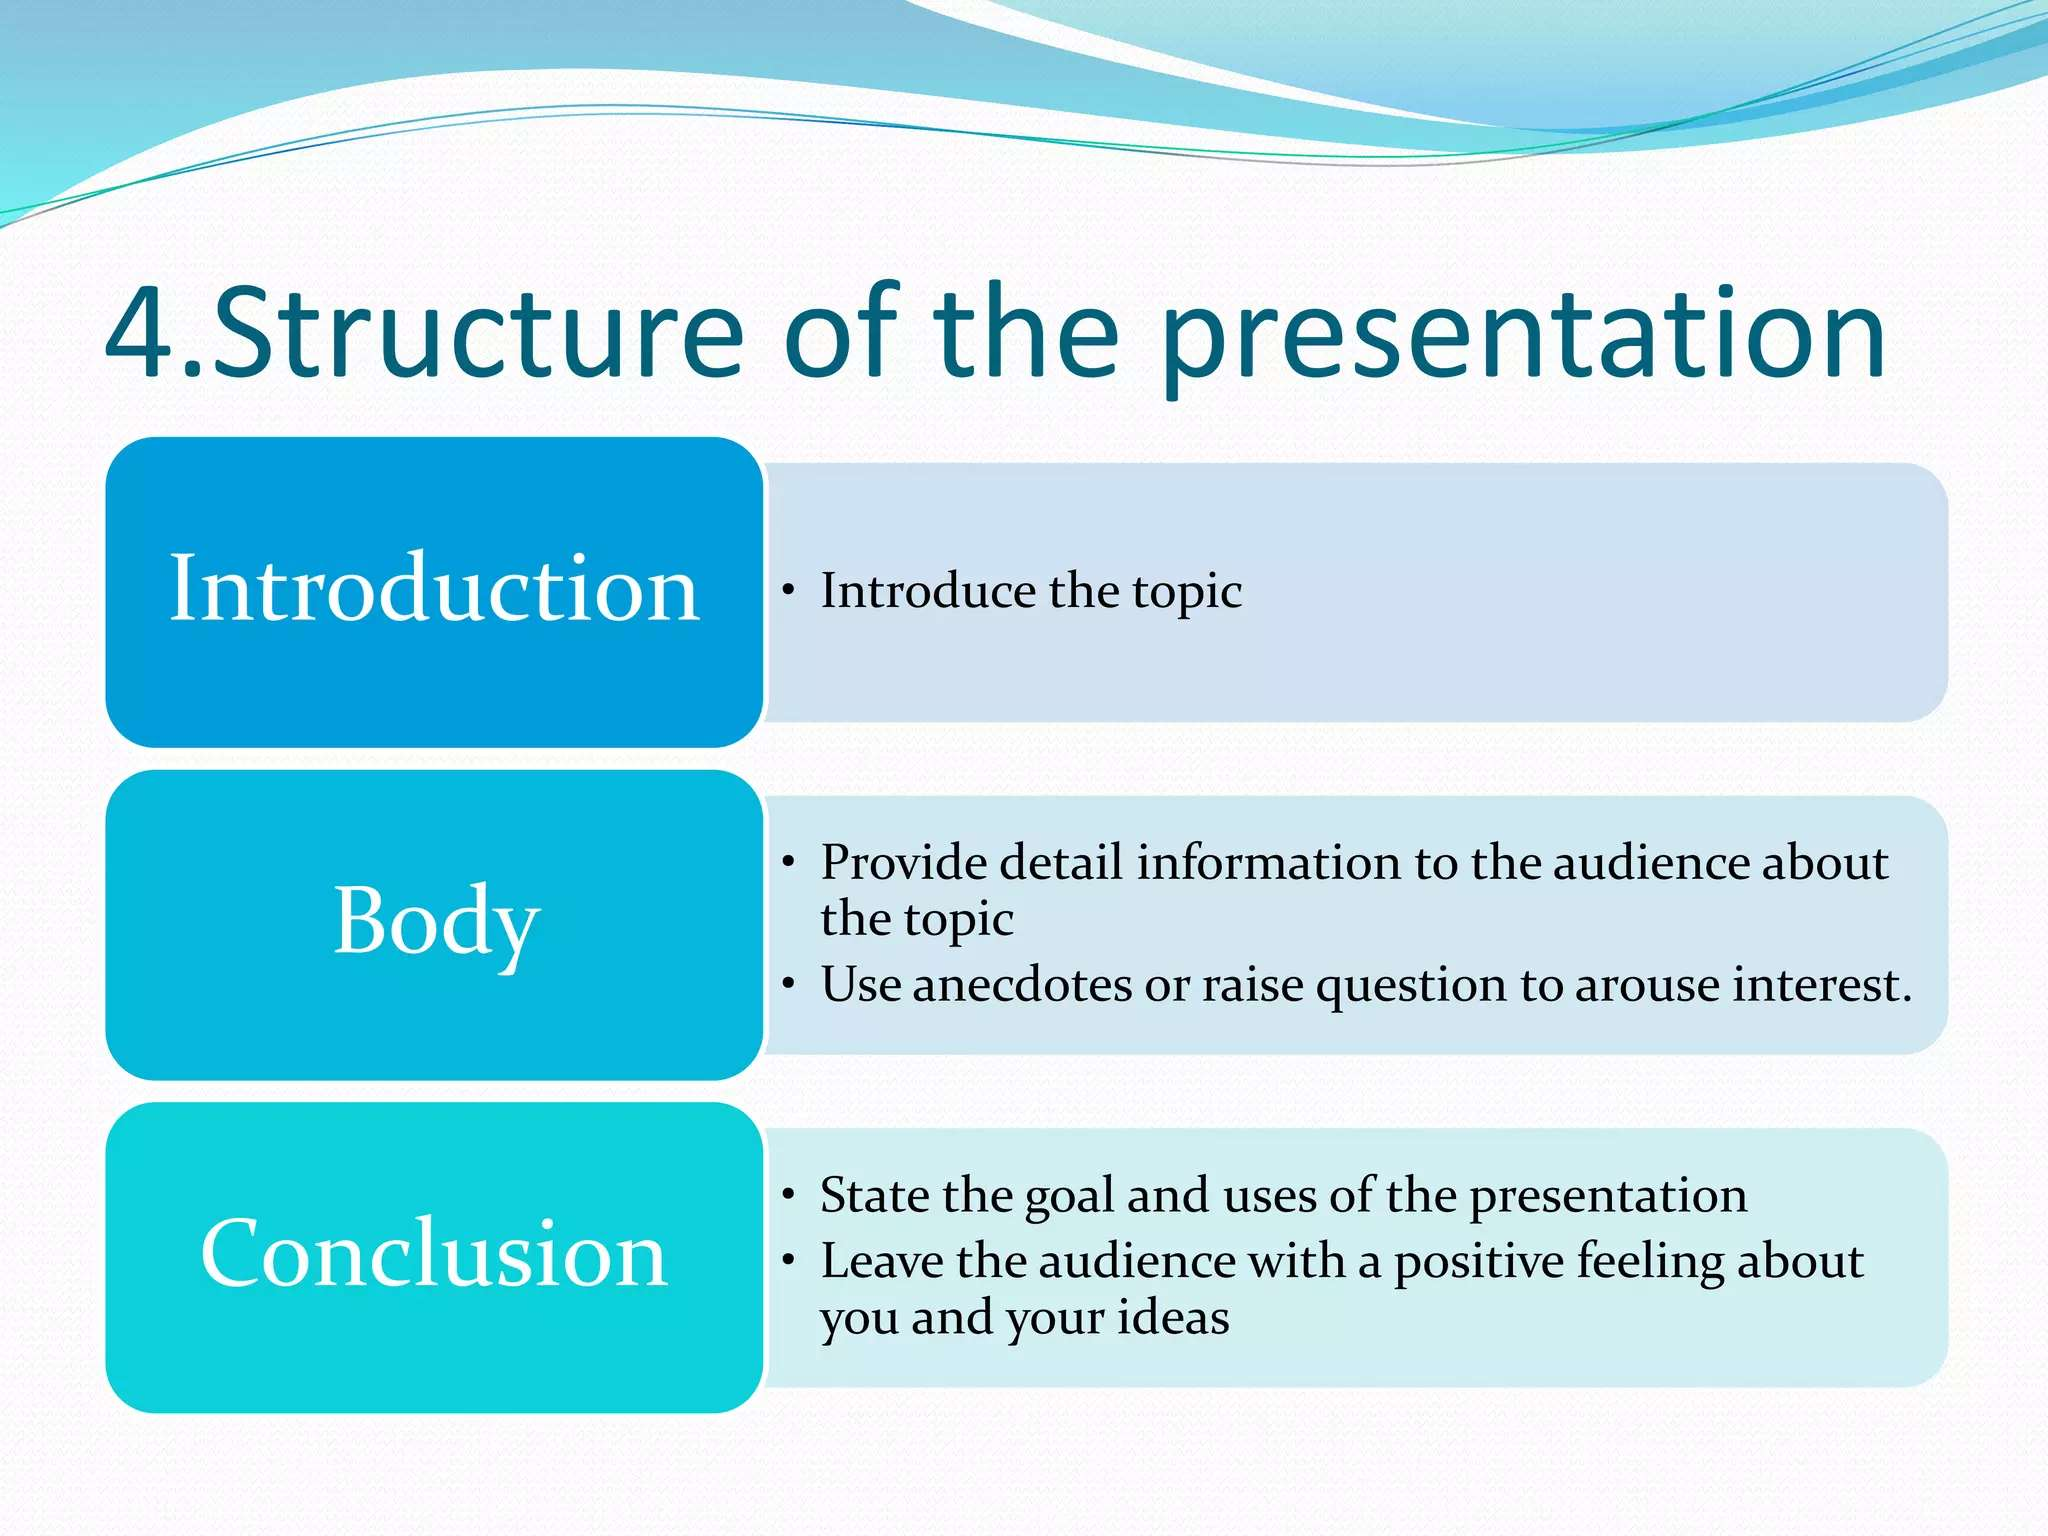 4.Structure of the presentation
Introduction
• Introduce the topic
Body
• Provide detail information to the audience about
the topic
• Use anecdotes or raise question to arouse interest.
Conclusion
• State the goal and uses of the presentation
• Leave the audience with a positive feeling about
you and your ideas